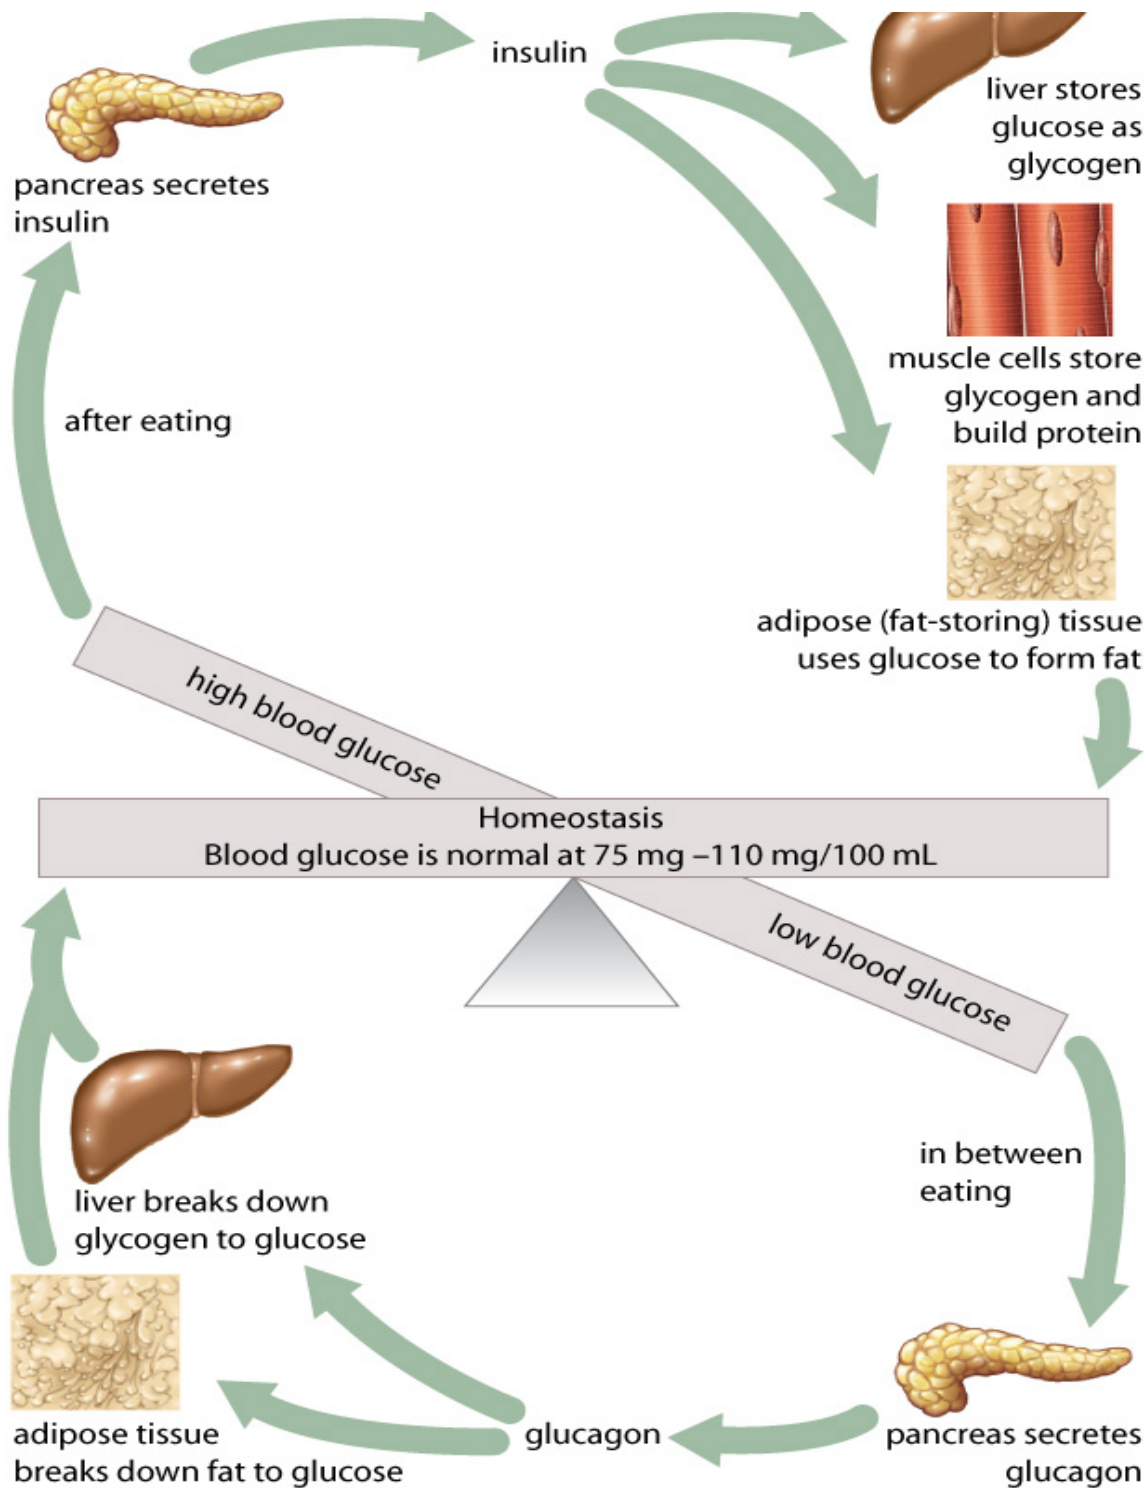 insulin
liver stores
glucose as
glycogen
pancreas secretes
insulin
muscle cells store
glycogen and
build protein
after eating
adipose (fat-storing) tissue
uses glucose to form fat
high blood glucose
Homeostasis
Blood glucose is normal at 75 mg –110 mg/100 mL
low blood glucose
in between
eating
liver breaks down
glycogen to glucose
glucagon
pancreas secretes
glucagon
adipose tissue
breaks down fat to glucose